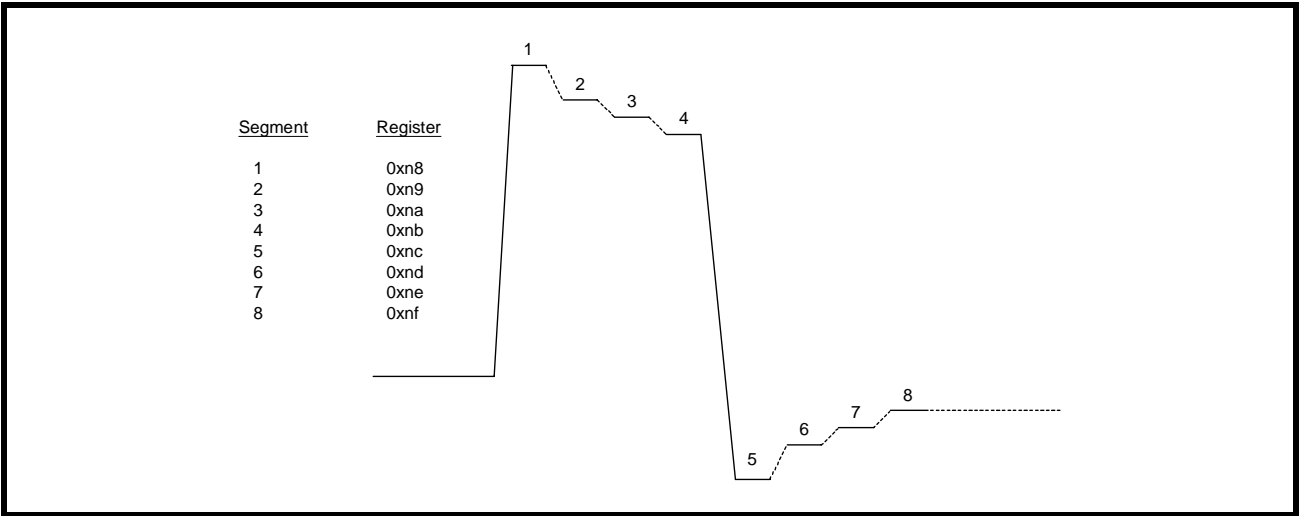 Segment Register
1 0xn8
2 0xn9
3 0xna
4 0xnb
5 0xnc
6 0xnd
7 0xne
8 0xnf
1
2
3
4
5
6
7
8